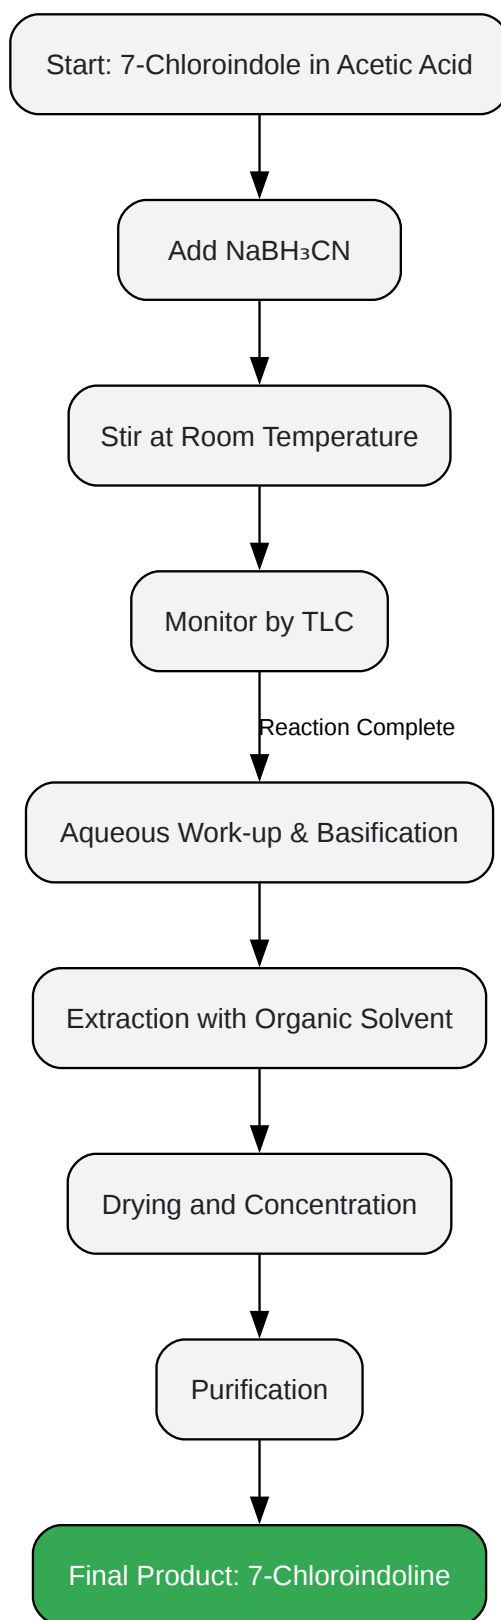 Start: 7-Chloroindole in Acetic Acid
Add NaBH₃CN
Stir at Room Temperature
Monitor by TLC
Reaction Complete
Aqueous Work-up & Basification
Extraction with Organic Solvent
Drying and Concentration
Purification
Final Product: 7-Chloroindoline